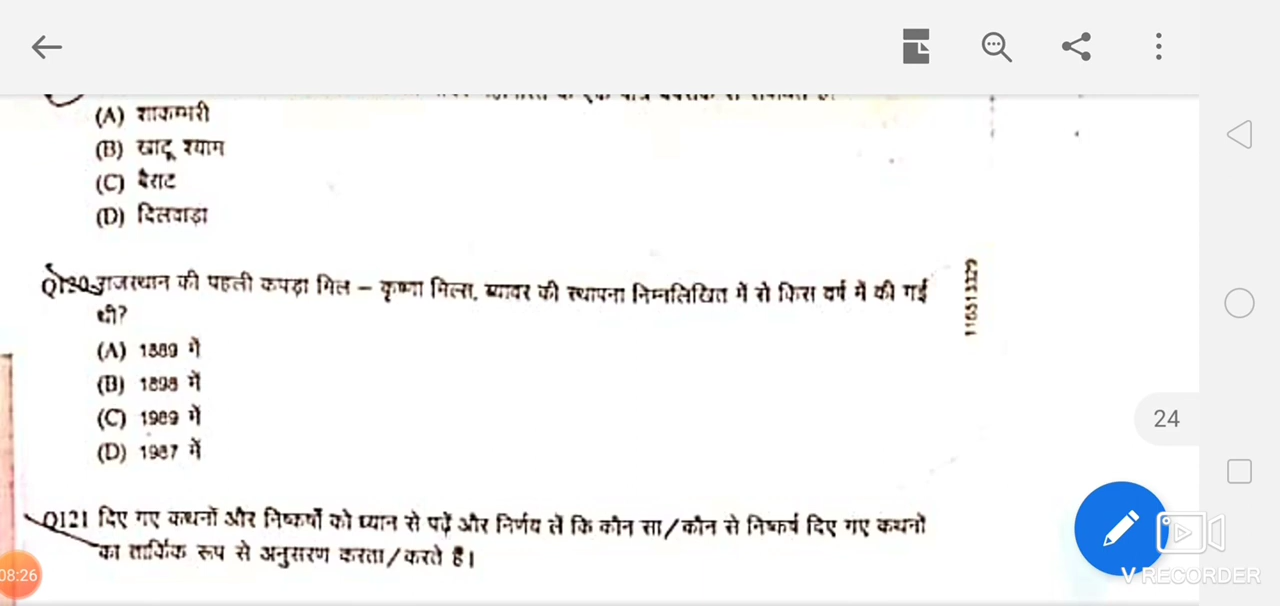 (A) शाकम्भरी
(B) खाटू श्याम
(C) बैराट
(D) दिलवाड़ा
Q120 राजस्थान की पहली कपड़ा मिल – कृष्णा मिल्स, ब्यावर की स्थापना निम्नलिखित में से किस वर्ष में की गई
थी?
(A) 1889 में
(B) 1898 में
(C) 1989 में
(D) 1987 में
11651332९
24
Q121 दिए गए कथनों और निष्कर्षों को ध्यान से पढ़ें और निर्णय लें कि कौन सा/कौन से निष्कर्ष दिए गए कथनों
का तार्किक रूप से अनुसरण करता/करते हैं।
08:26
V RECORDER